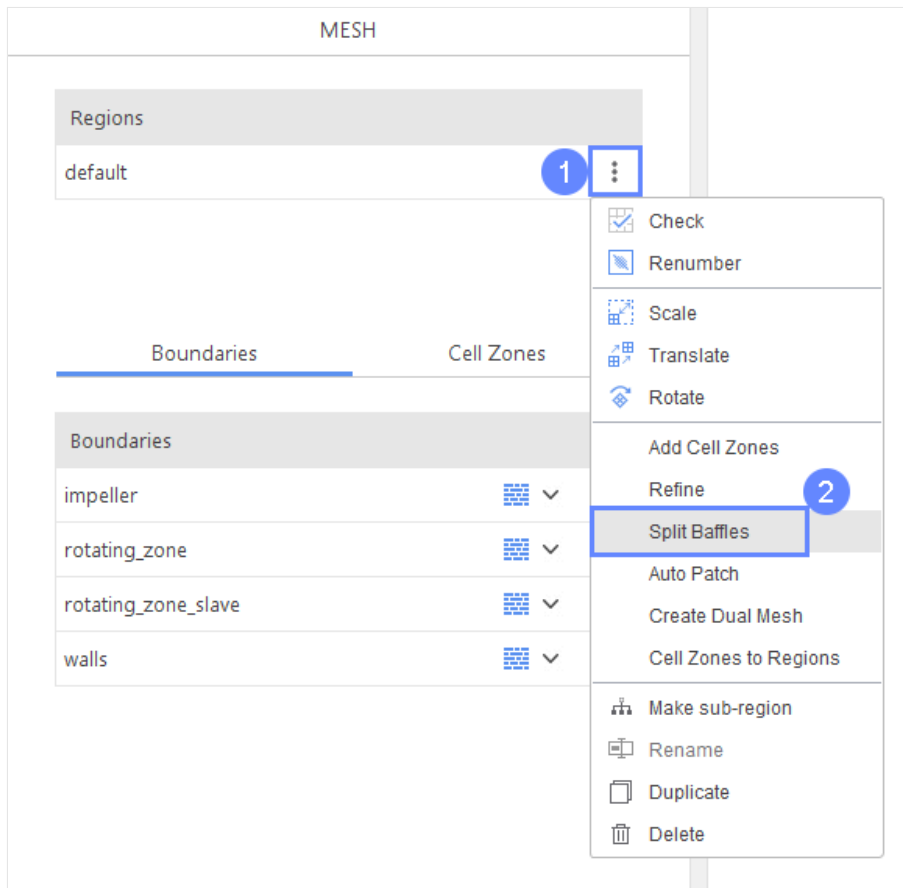 MESH
Regions
default
1
Check
Renumber
Scale
Translate
Rotate
Add Cell Zones
Refine
2
Split Baffles
Auto Patch
Create Dual Mesh
Cell Zones to Regions
Make sub-region
Rename
Duplicate
Delete
Boundaries
Cell Zones
Boundaries
impeller
rotating_zone
rotating_zone_slave
walls